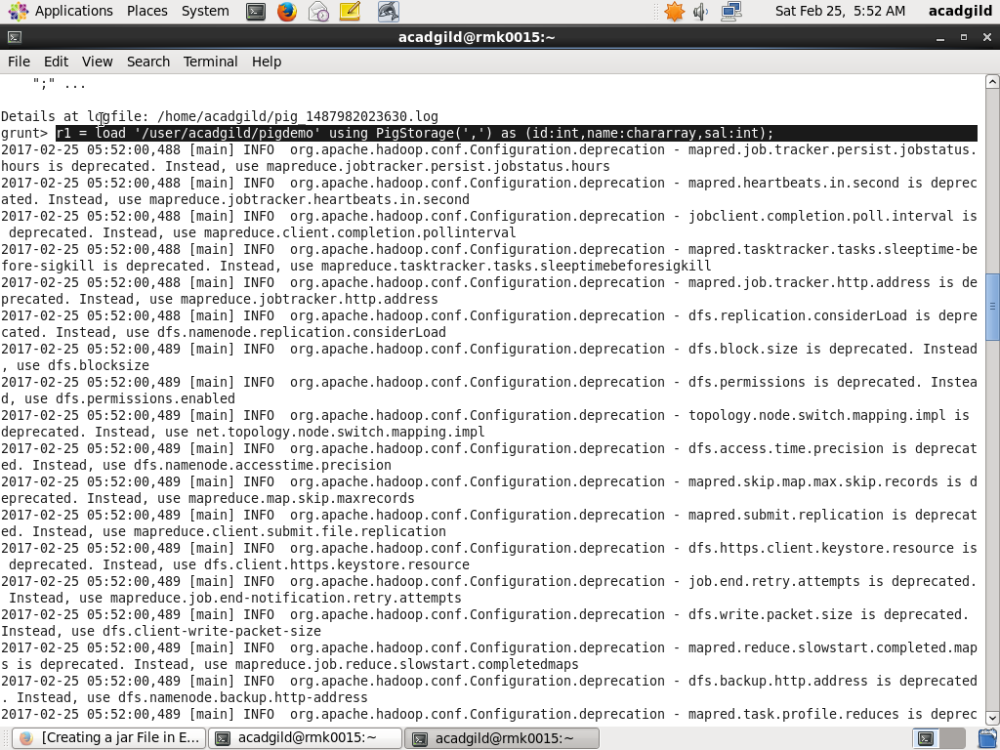 Applications Places System Sat Feb 25, 5:52 AM acadgild
acadgild@rmk0015:~
File Edit View Search Terminal Help
";" ...
Details at logfile: /home/acadgild/pig_1487982023630.log
grunt> r1 = load '/user/acadgild/pigdemo' using PigStorage(',') as (id:int,name:chararray,sal:int);
2017-02-25 05:52:00,488 [main] INFO  org.apache.hadoop.conf.Configuration.deprecation - mapred.job.tracker.persist.jobstatus.
hours is deprecated. Instead, use mapreduce.jobtracker.persist.jobstatus.hours
2017-02-25 05:52:00,488 [main] INFO  org.apache.hadoop.conf.Configuration.deprecation - mapred.heartbeats.in.second is deprec
ated. Instead, use mapreduce.jobtracker.heartbeats.in.second
2017-02-25 05:52:00,488 [main] INFO  org.apache.hadoop.conf.Configuration.deprecation - jobclient.completion.poll.interval is
 deprecated. Instead, use mapreduce.client.completion.pollinterval
2017-02-25 05:52:00,488 [main] INFO  org.apache.hadoop.conf.Configuration.deprecation - mapred.tasktracker.tasks.sleeptime-be
fore-sigkill is deprecated. Instead, use mapreduce.tasktracker.tasks.sleeptimebeforesigkill
2017-02-25 05:52:00,488 [main] INFO  org.apache.hadoop.conf.Configuration.deprecation - mapred.job.tracker.http.address is de
precated. Instead, use mapreduce.jobtracker.http.address
2017-02-25 05:52:00,488 [main] INFO  org.apache.hadoop.conf.Configuration.deprecation - dfs.replication.considerLoad is depre
cated. Instead, use dfs.namenode.replication.considerLoad
2017-02-25 05:52:00,489 [main] INFO  org.apache.hadoop.conf.Configuration.deprecation - dfs.block.size is deprecated. Instead
, use dfs.blocksize
2017-02-25 05:52:00,489 [main] INFO  org.apache.hadoop.conf.Configuration.deprecation - dfs.permissions is deprecated. Instea
d, use dfs.permissions.enabled
2017-02-25 05:52:00,489 [main] INFO  org.apache.hadoop.conf.Configuration.deprecation - topology.node.switch.mapping.impl is
deprecated. Instead, use net.topology.node.switch.mapping.impl
2017-02-25 05:52:00,489 [main] INFO  org.apache.hadoop.conf.Configuration.deprecation - dfs.access.time.precision is deprecat
ed. Instead, use dfs.namenode.accesstime.precision
2017-02-25 05:52:00,489 [main] INFO  org.apache.hadoop.conf.Configuration.deprecation - mapred.skip.map.max.skip.records is d
eprecated. Instead, use mapreduce.map.skip.maxrecords
2017-02-25 05:52:00,489 [main] INFO  org.apache.hadoop.conf.Configuration.deprecation - mapred.submit.replication is deprecat
ed. Instead, use mapreduce.client.submit.file.replication
2017-02-25 05:52:00,489 [main] INFO  org.apache.hadoop.conf.Configuration.deprecation - dfs.https.client.keystore.resource is
 deprecated. Instead, use dfs.client.https.keystore.resource
2017-02-25 05:52:00,489 [main] INFO  org.apache.hadoop.conf.Configuration.deprecation - job.end.retry.attempts is deprecated.
 Instead, use mapreduce.job.end-notification.retry.attempts
2017-02-25 05:52:00,489 [main] INFO  org.apache.hadoop.conf.Configuration.deprecation - dfs.write.packet.size is deprecated.
Instead, use dfs.client-write-packet-size
2017-02-25 05:52:00,489 [main] INFO  org.apache.hadoop.conf.Configuration.deprecation - mapred.reduce.slowstart.completed.map
s is deprecated. Instead, use mapreduce.job.reduce.slowstart.completedmaps
2017-02-25 05:52:00,489 [main] INFO  org.apache.hadoop.conf.Configuration.deprecation - dfs.backup.http.address is deprecated
. Instead, use dfs.namenode.backup.http-address
2017-02-25 05:52:00,489 [main] INFO  org.apache.hadoop.conf.Configuration.deprecation - mapred.task.profile.reduces is deprec
[Creating a jar File in E... acadgild@rmk0015:~ acadgild@rmk0015:~